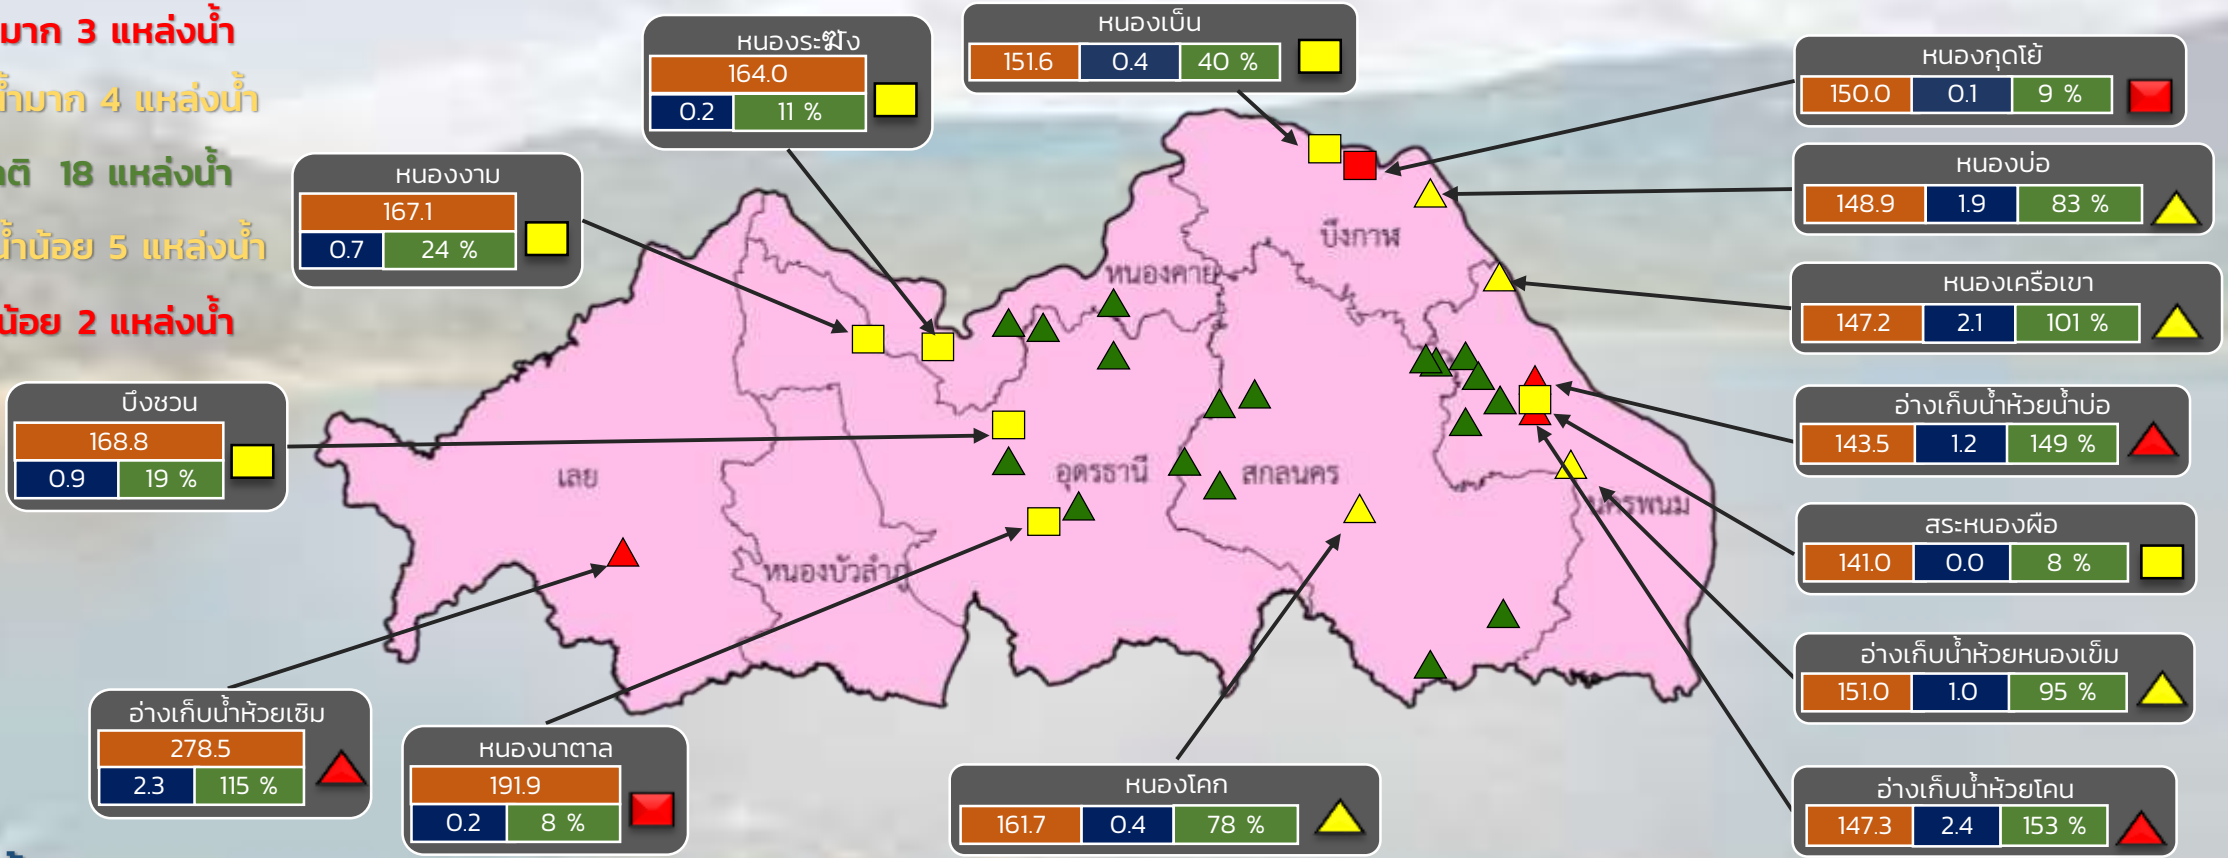 มาก 3 แหล่งน้ำ
น้ำมาก 4 แหล่งน้ำ
กติ 18 แหล่งน้ำ
น้ำน้อย 5 แหล่งน้ำ
น้อย 2 แหล่งน้ำ
หนองระฆัง
164.0
0.2 11 %
หนองเบ็น
151.6 0.4 40 %
หนองกุดโย้
150.0 0.1 9 %
หนองงาม
167.1
0.7 24 %
หนองบ่อ
148.9 1.9 83 %
หนองเครือเขา
147.2 2.1 101 %
บึงชวน
168.8
0.9 19 %
อ่างเก็บน้ำห้วยน้ำบ่อ
143.5 1.2 149 %
สระหนองผือ
141.0 0.0 8 %
อ่างเก็บน้ำห้วยหนองเข็ม
151.0 1.0 95 %
อ่างเก็บน้ำห้วยโคน
147.3 2.4 153 %
อ่างเก็บน้ำห้วยเซิม
278.5
2.3 115 %
หนองนาตาล
191.9
0.2 8 %
หนองโคก
161.7 0.4 78 %
บึงกาฬ
หนองคาย
เลย
อุดรธานี
สกลนคร
นครพนม
หนองบัวลำภู